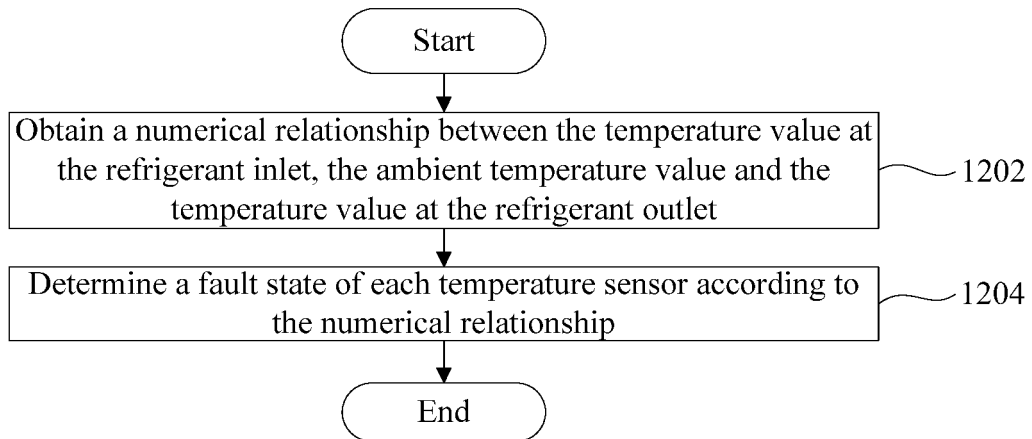 Start
Obtain a numerical relationship between the temperature value at
the refrigerant inlet, the ambient temperature value and the
temperature value at the refrigerant outlet
1202
Determine a fault state of each temperature sensor according to
the numerical relationship
1204
End